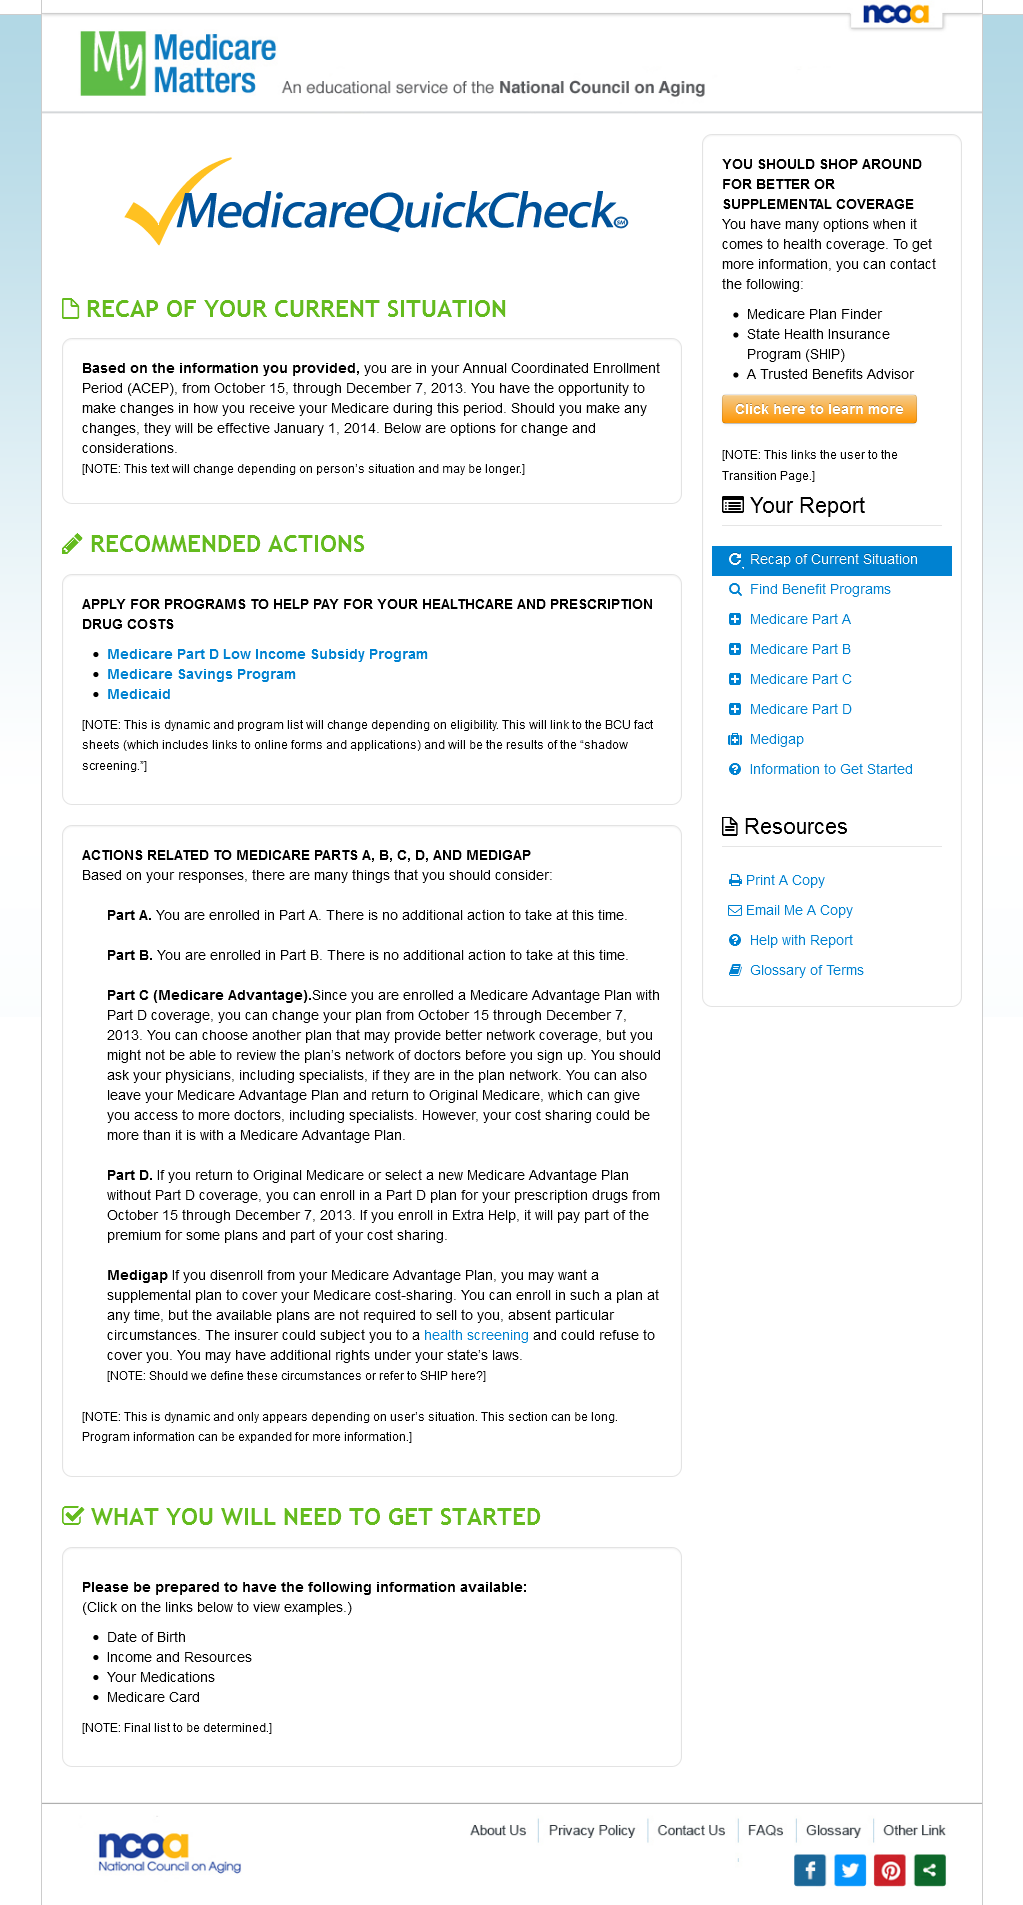 ncoa
My Medicare Matters
An educational service of the National Council on Aging
MedicareQuickCheck SM
RECAP OF YOUR CURRENT SITUATION
Based on the information you provided, you are in your Annual Coordinated Enrollment
Period (ACEP), from October 15, through December 7, 2013. You have the opportunity to
make changes in how you receive your Medicare during this period. Should you make any
changes, they will be effective January 1, 2014. Below are options for change and
considerations.
[NOTE: This text will change depending on person’s situation and may be longer.]
RECOMMENDED ACTIONS
APPLY FOR PROGRAMS TO HELP PAY FOR YOUR HEALTHCARE AND PRESCRIPTION
DRUG COSTS
• Medicare Part D Low Income Subsidy Program
• Medicare Savings Program
• Medicaid
[NOTE: This is dynamic and program list will change depending on eligibility. This will link to the BCU fact
sheets (which includes links to online forms and applications) and will be the results of the “shadow
screening.”]
ACTIONS RELATED TO MEDICARE PARTS A, B, C, D, AND MEDIGAP
Based on your responses, there are many things that you should consider:
Part A. You are enrolled in Part A. There is no additional action to take at this time.
Part B. You are enrolled in Part B. There is no additional action to take at this time.
Part C (Medicare Advantage).Since you are enrolled a Medicare Advantage Plan with
Part D coverage, you can change your plan from October 15 through December 7,
2013. You can choose another plan that may provide better network coverage, but you
might not be able to review the plan’s network of doctors before you sign up. You should
ask your physicians, including specialists, if they are in the plan network. You can also
leave your Medicare Advantage Plan and return to Original Medicare, which can give
you access to more doctors, including specialists. However, your cost sharing could be
more than it is with a Medicare Advantage Plan.
Part D. If you return to Original Medicare or select a new Medicare Advantage Plan
without Part D coverage, you can enroll in a Part D plan for your prescription drugs from
October 15 through December 7, 2013. If you enroll in Extra Help, it will pay part of the
premium for some plans and part of your cost sharing.
Medigap If you disenroll from your Medicare Advantage Plan, you may want a
supplemental plan to cover your Medicare cost-sharing. You can enroll in such a plan at
any time, but the available plans are not required to sell to you, absent particular
circumstances. The insurer could subject you to a health screening and could refuse to
cover you. You may have additional rights under your state’s laws.
[NOTE: Should we define these circumstances or refer to SHIP here?]
[NOTE: This is dynamic and only appears depending on user’s situation. This section can be long.
Program information can be expanded for more information.]
WHAT YOU WILL NEED TO GET STARTED
Please be prepared to have the following information available:
(Click on the links below to view examples.)
• Date of Birth
• Income and Resources
• Your Medications
• Medicare Card
[NOTE: Final list to be determined.]
YOU SHOULD SHOP AROUND
FOR BETTER OR
SUPPLEMENTAL COVERAGE
You have many options when it
comes to health coverage. To get
more information, you can contact
the following:
• Medicare Plan Finder
• State Health Insurance
Program (SHIP)
• A Trusted Benefits Advisor
Click here to learn more
[NOTE: This links the user to the
Transition Page.]
Your Report
Recap of Current Situation
Find Benefit Programs
Medicare Part A
Medicare Part B
Medicare Part C
Medicare Part D
Medigap
Information to Get Started
Resources
Print A Copy
Email Me A Copy
Help with Report
Glossary of Terms
ncoa
National Council on Aging
About Us | Privacy Policy | Contact Us | FAQs | Glossary | Other Link